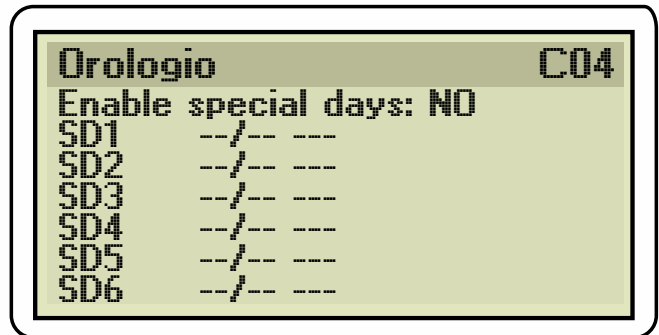 Orologio C04
Enable special days: NO
SD1 --/-- ---
SD2 --/-- ---
SD3 --/-- ---
SD4 --/-- ---
SD5 --/-- ---
SD6 --/-- ---